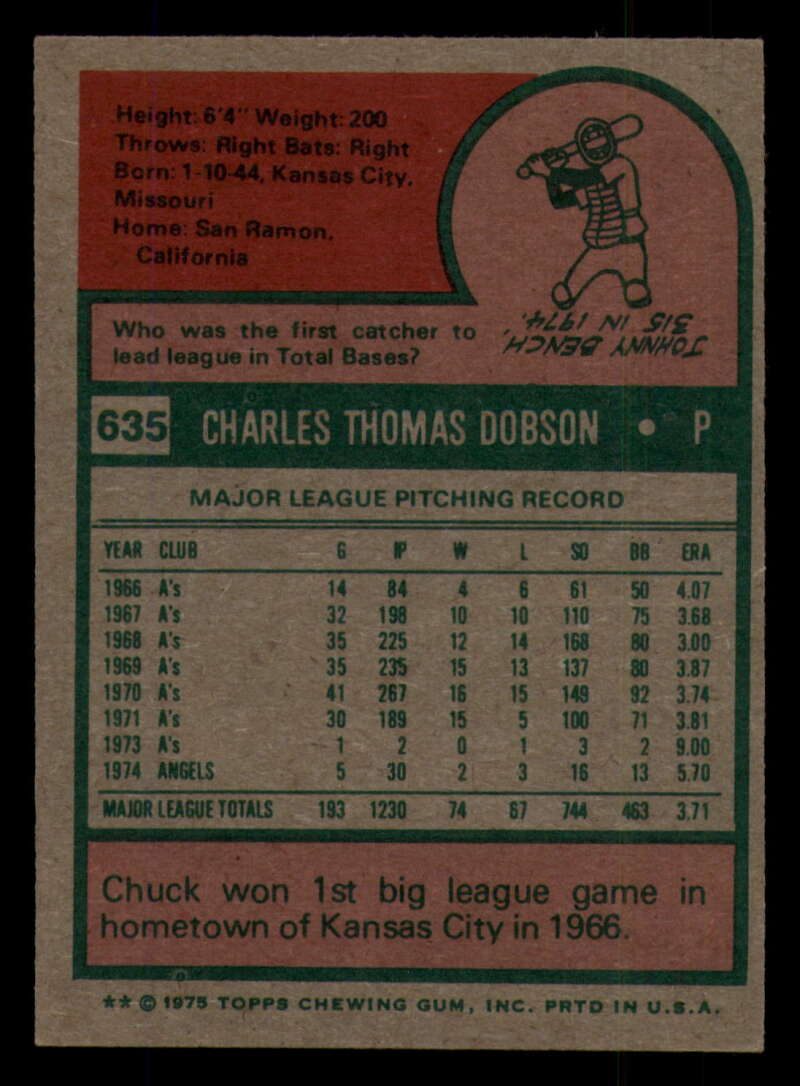 Height: 6'4" Weight: 200
Throws: Right Bats: Right
Born: 1-10-44, Kansas City,
Missouri
Home: San Ramon,
California
Who was the first catcher to
lead league in Total Bases?
JOHNNY BENCH,
315 IN 1974.
635 CHARLES THOMAS DOBSON • P
MAJOR LEAGUE PITCHING RECORD
YEAR CLUB G IP W L SO BB ERA
1966 A's 14 84 4 6 61 50 4.07
1967 A's 32 198 10 10 110 75 3.68
1968 A's 35 225 12 14 168 80 3.00
1969 A's 35 235 15 13 137 80 3.87
1970 A's 41 267 16 15 149 92 3.74
1971 A's 30 189 15 5 100 71 3.81
1973 A's 1 2 0 1 3 2 9.00
1974 ANGELS 5 30 2 3 16 13 5.70
MAJOR LEAGUE TOTALS 193 1230 74 67 744 463 3.71
Chuck won 1st big league game in
hometown of Kansas City in 1966.
** © 1975 TOPPS CHEWING GUM, INC. PRTD IN U.S.A.